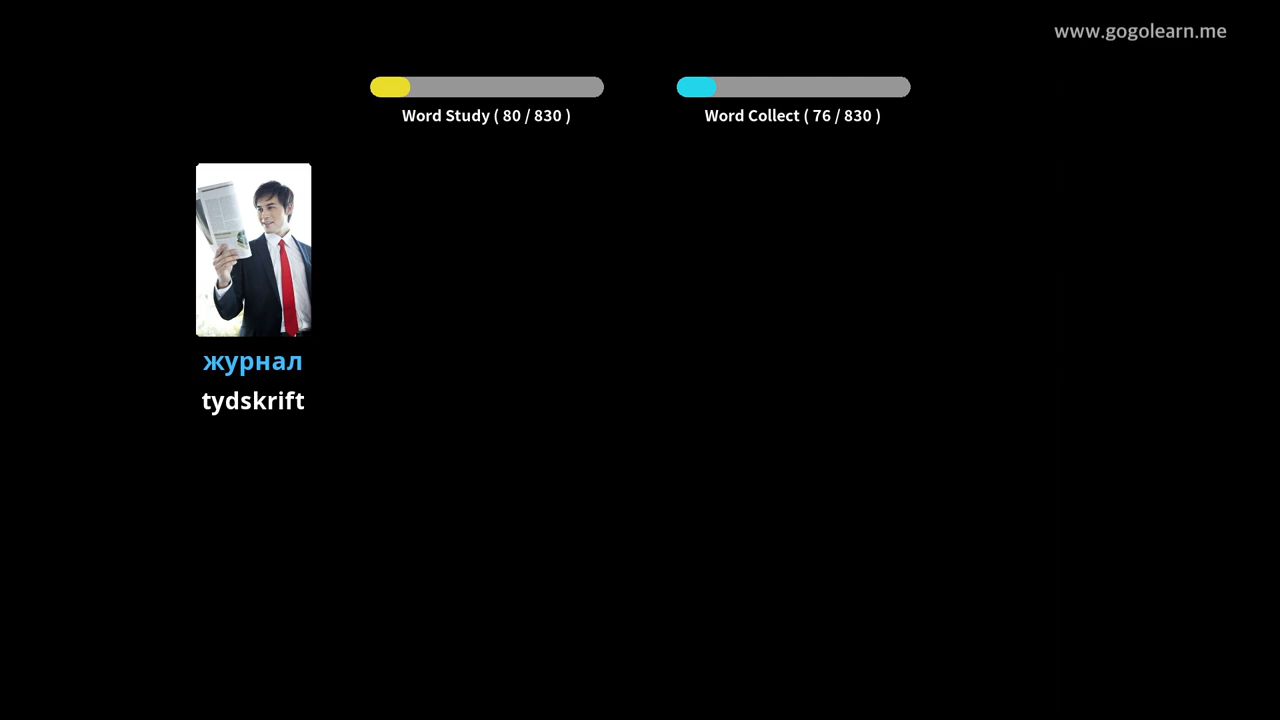 www.gogolearn.me
Word Study ( 80 / 830 )
Word Collect ( 76 / 830 )
журнал
tydskrift